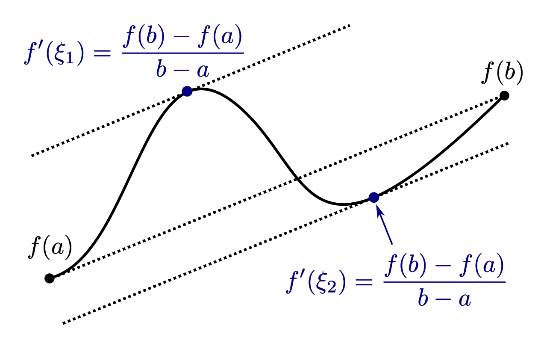 f′(ξ₁) = (f(b) − f(a)) / (b − a)
f(b)
f(a)
f′(ξ₂) = (f(b) − f(a)) / (b − a)